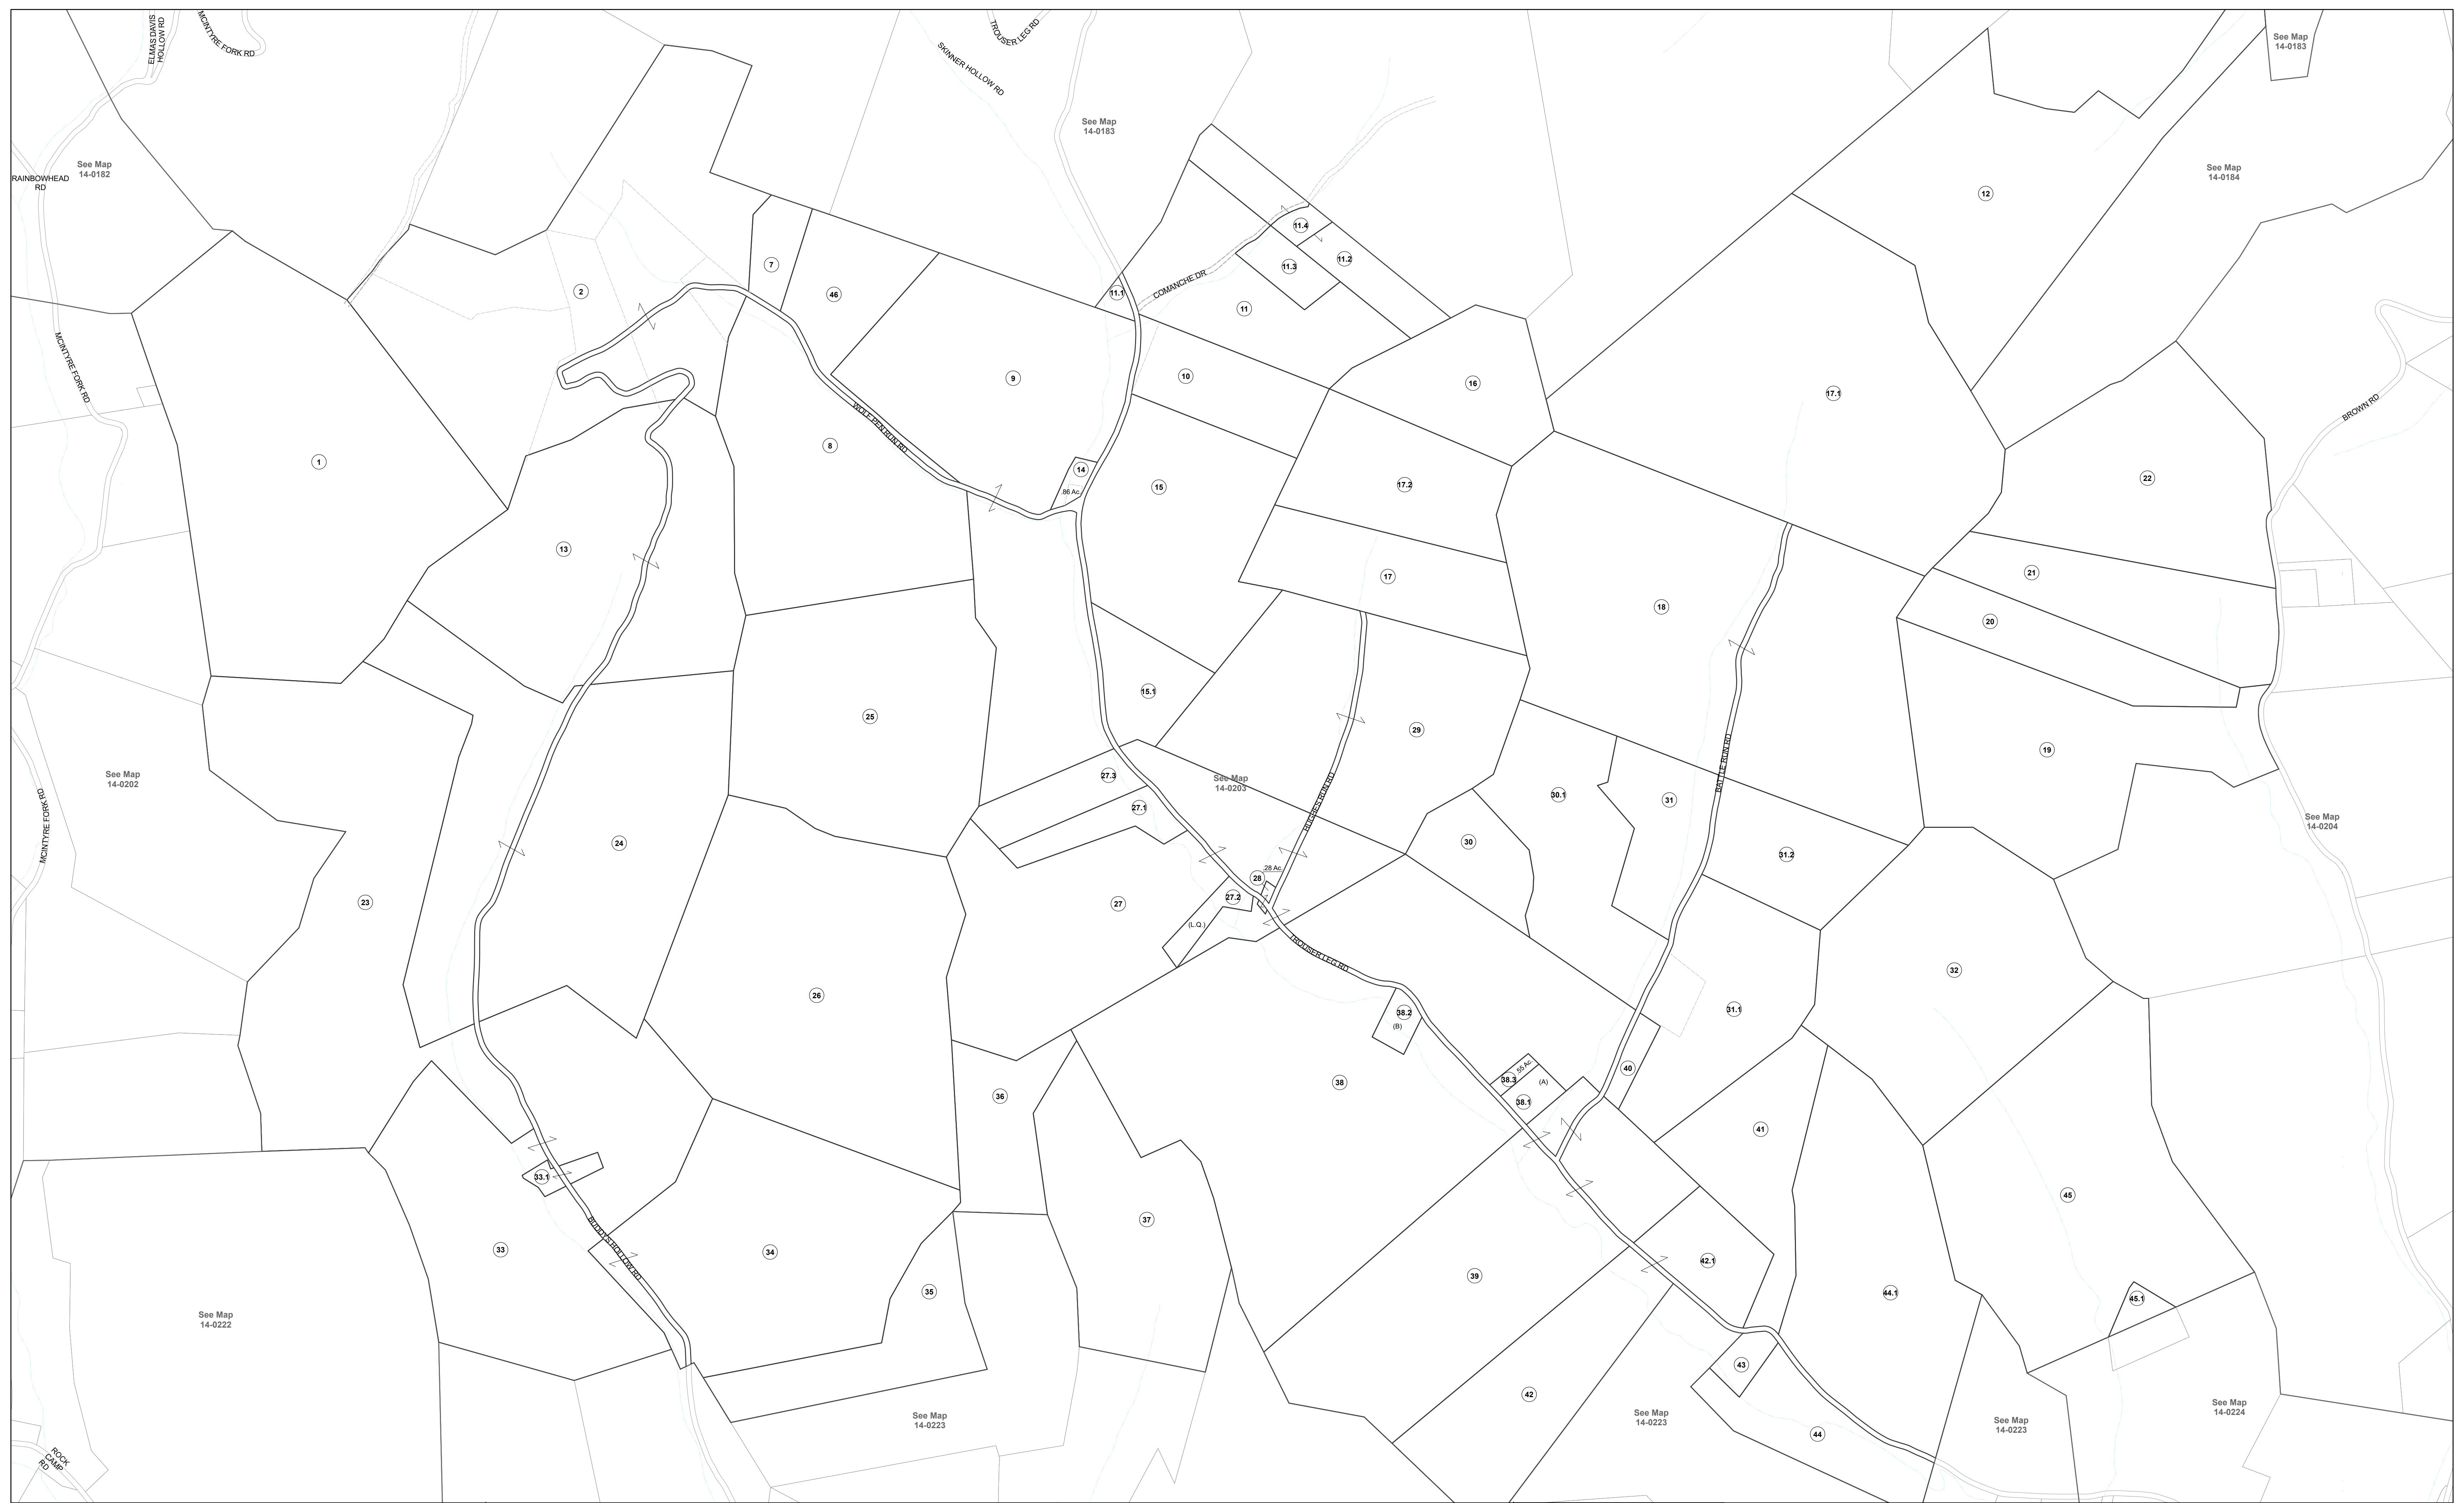 ELMAS DAVIS
HOLLOW RD
MCINTYRE FORK RD
TROUSER LEG RD
SKINNER HOLLOW RD
See Map
14-0183
See Map
14-0183
See Map
14-0182
RAINBOWHEAD
RD
See Map
14-0184
12
11.4
11.2
11.3
7
2
46
11.1
COMANCHE DR
11
MCINTYRE FORK RD
9
10
16
17.1
BROWN RD
WOLF PEN RUN RD
8
1
14
.86 Ac.
15
17.2
22
13
17
21
18
20
15.1
25
29
19
See Map
14-0202
27.3
See Map
14-0203
BATTLE RUN RD
27.1
HUGHES RUN RD
30.1
31
MCINTYRE FORK RD
24
30
31.2
See Map
14-0204
.28 Ac.
28
23
27
27.2
(L.Q.)
TROUSER LEG RD
32
26
38.2
(B)
31.1
36
38
38.3
.55 Ac.
(A)
38.1
40
41
33.1
45
37
BUDDYS HOLLOW RD
33
34
39
42.1
35
44.1
45.1
See Map
14-0222
43
42
See Map
14-0223
See Map
14-0223
44
See Map
14-0223
See Map
14-0224
ROCK
CAMP
RD